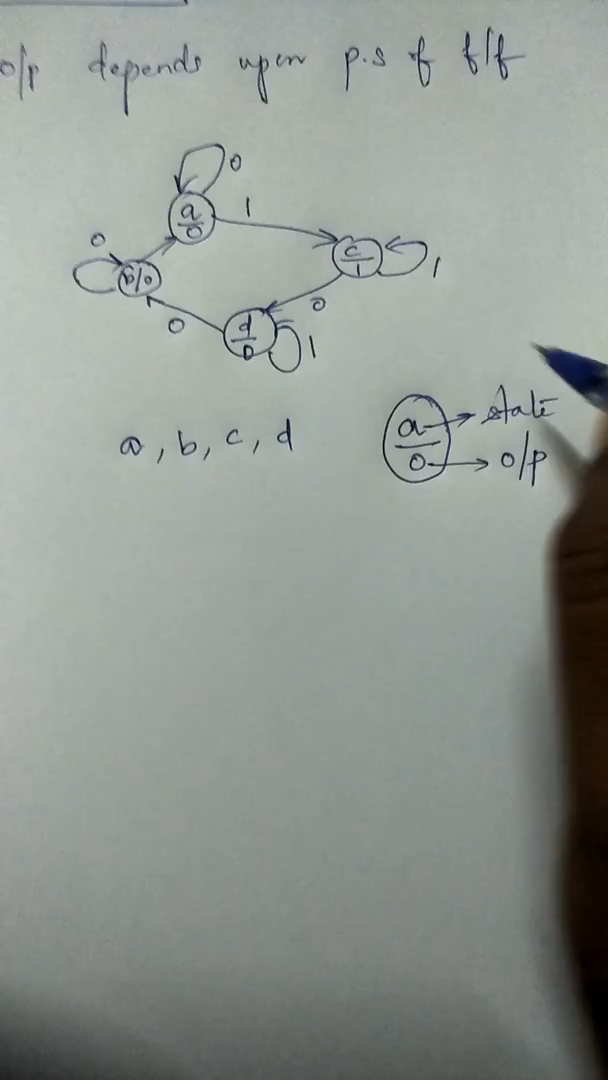 o/p depends upon p.s of f/f
0
a
0
1
0
b/0
c
1
1
0
d
0
0
1
a, b, c, d
a → state
0 → o/p